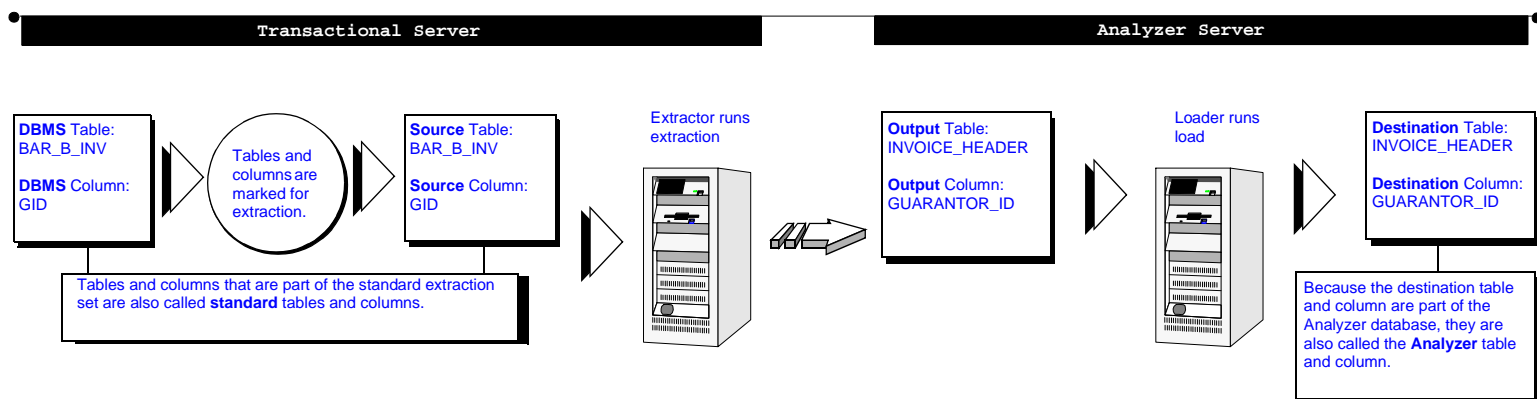 Transactional Server
Analyzer Server
DBMS Table:
BAR_B_INV
DBMS Column:
GID
Tables and
columns are
marked for
extraction.
Source Table:
BAR_B_INV
Source Column:
GID
Tables and columns that are part of the standard extraction
set are also called standard tables and columns.
Extractor runs
extraction
Output Table:
INVOICE_HEADER
Output Column:
GUARANTOR_ID
Loader runs
load
Destination Table:
INVOICE_HEADER
Destination Column:
GUARANTOR_ID
Because the destination table
and column are part of the
Analyzer database, they are
also called the Analyzer table
and column.